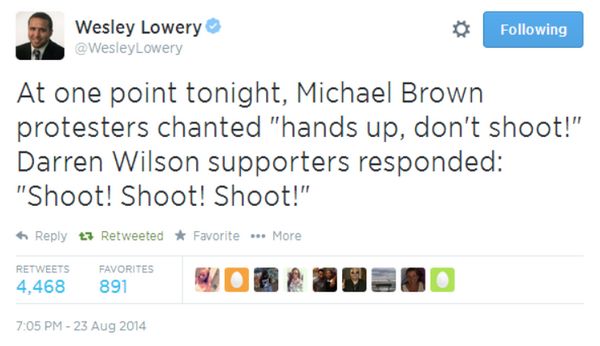 Wesley Lowery
@WesleyLowery
Following
At one point tonight, Michael Brown
protesters chanted "hands up, don't shoot!"
Darren Wilson supporters responded:
"Shoot! Shoot! Shoot!"
Reply Retweeted Favorite ••• More
RETWEETS FAVORITES
4,468 891
7:05 PM - 23 Aug 2014